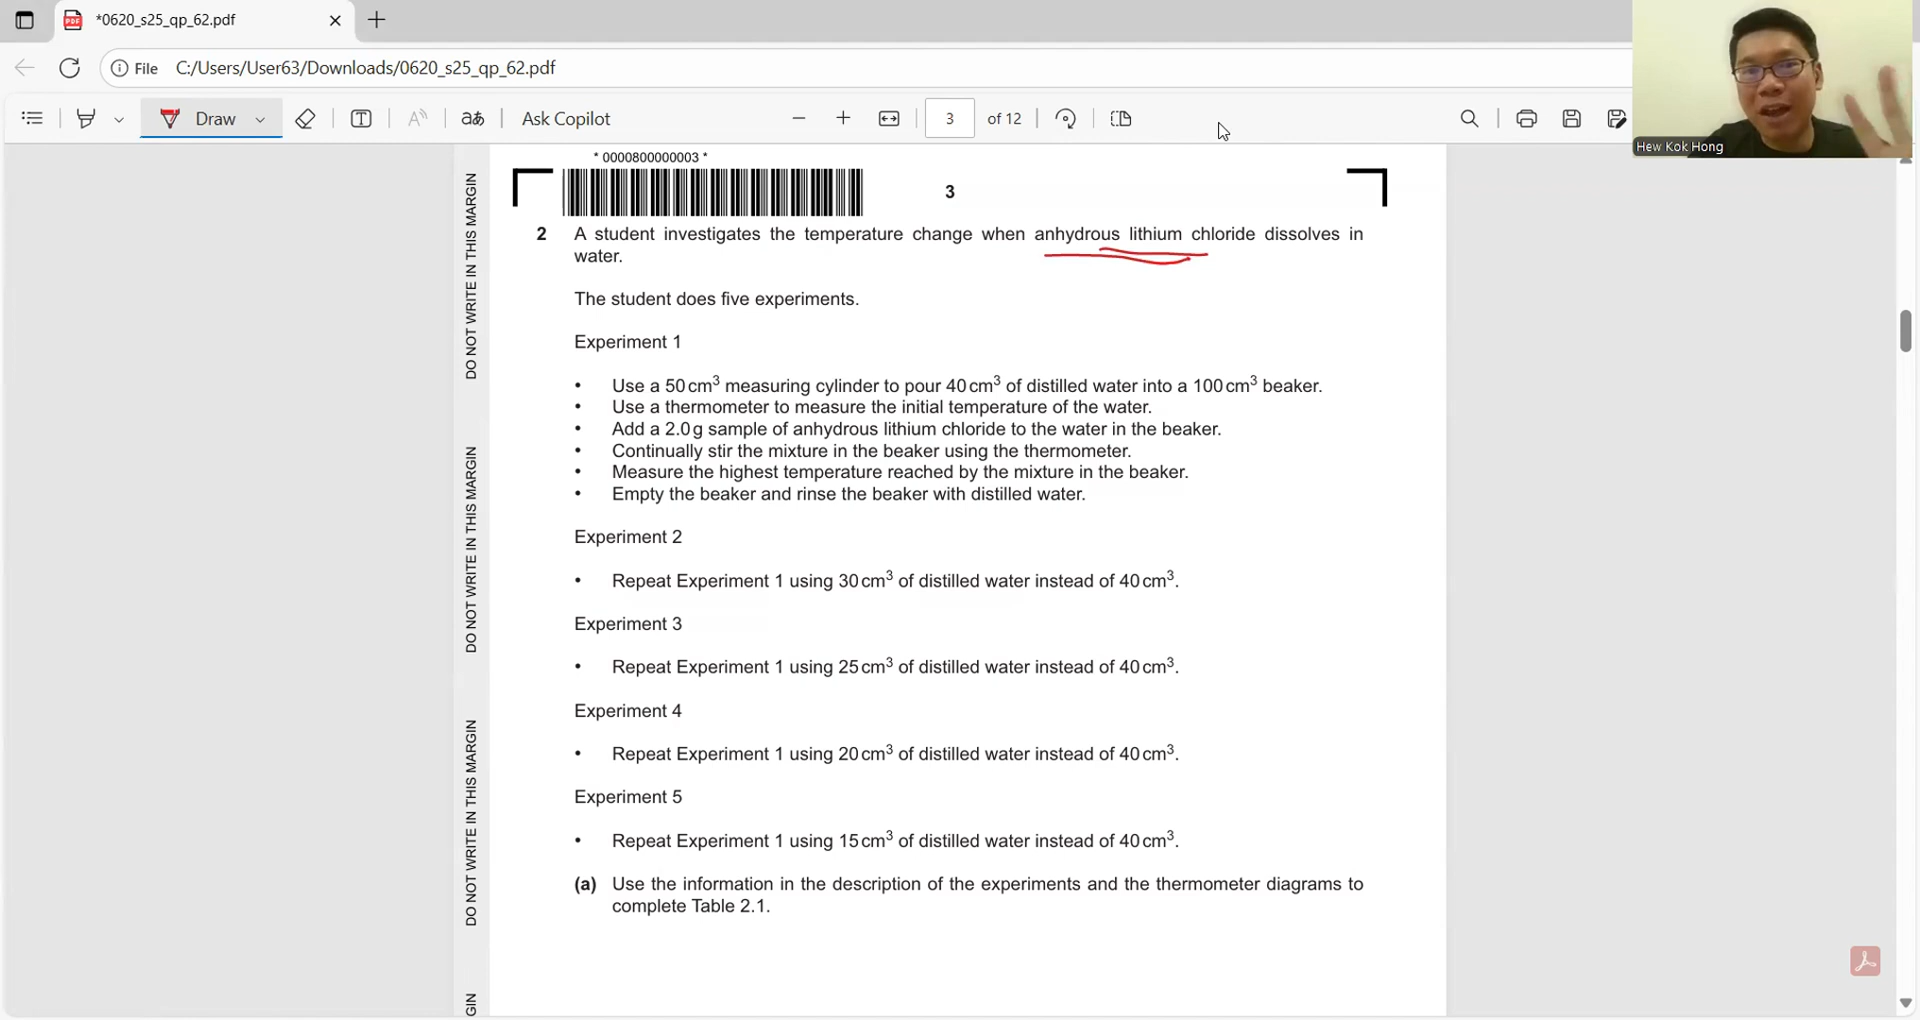 *0620_s25_qp_62.pdf
File C:/Users/User63/Downloads/0620_s25_qp_62.pdf
Draw T A aあ Ask Copilot 3 of 12
Hew Kok Hong
* 0000800000003 *
3
DO NOT WRITE IN THIS MARGIN
DO NOT WRITE IN THIS MARGIN
DO NOT WRITE IN THIS MARGIN
GIN
2 A student investigates the temperature change when anhydrous lithium chloride dissolves in
water.
The student does five experiments.
Experiment 1
• Use a 50 cm³ measuring cylinder to pour 40 cm³ of distilled water into a 100 cm³ beaker.
• Use a thermometer to measure the initial temperature of the water.
• Add a 2.0 g sample of anhydrous lithium chloride to the water in the beaker.
• Continually stir the mixture in the beaker using the thermometer.
• Measure the highest temperature reached by the mixture in the beaker.
• Empty the beaker and rinse the beaker with distilled water.
Experiment 2
• Repeat Experiment 1 using 30 cm³ of distilled water instead of 40 cm³.
Experiment 3
• Repeat Experiment 1 using 25 cm³ of distilled water instead of 40 cm³.
Experiment 4
• Repeat Experiment 1 using 20 cm³ of distilled water instead of 40 cm³.
Experiment 5
• Repeat Experiment 1 using 15 cm³ of distilled water instead of 40 cm³.
(a) Use the information in the description of the experiments and the thermometer diagrams to
complete Table 2.1.